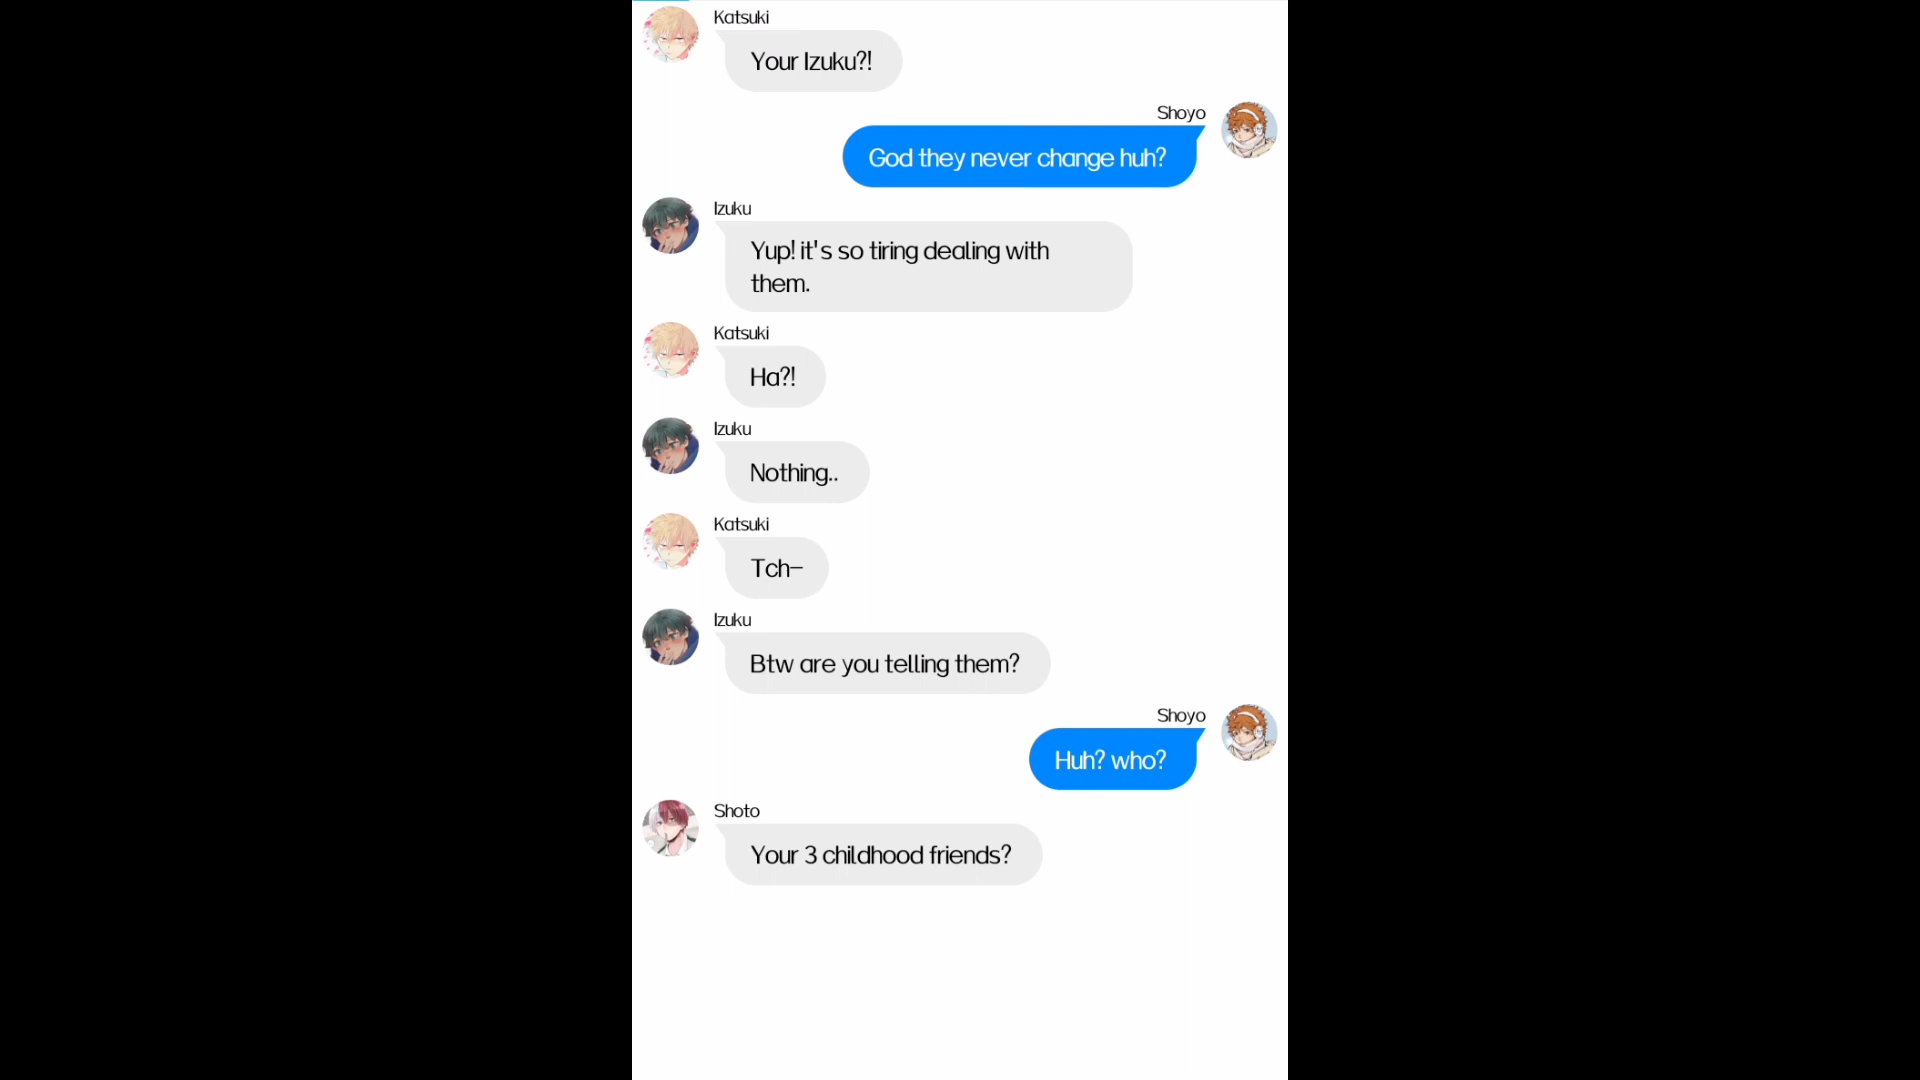 Katsuki
Your Izuku?!
Shoyo
God they never change huh?
Izuku
Yup! it's so tiring dealing with
them.
Katsuki
Ha?!
Izuku
Nothing..
Katsuki
Tch–
Izuku
Btw are you telling them?
Shoyo
Huh? who?
Shoto
Your 3 childhood friends?